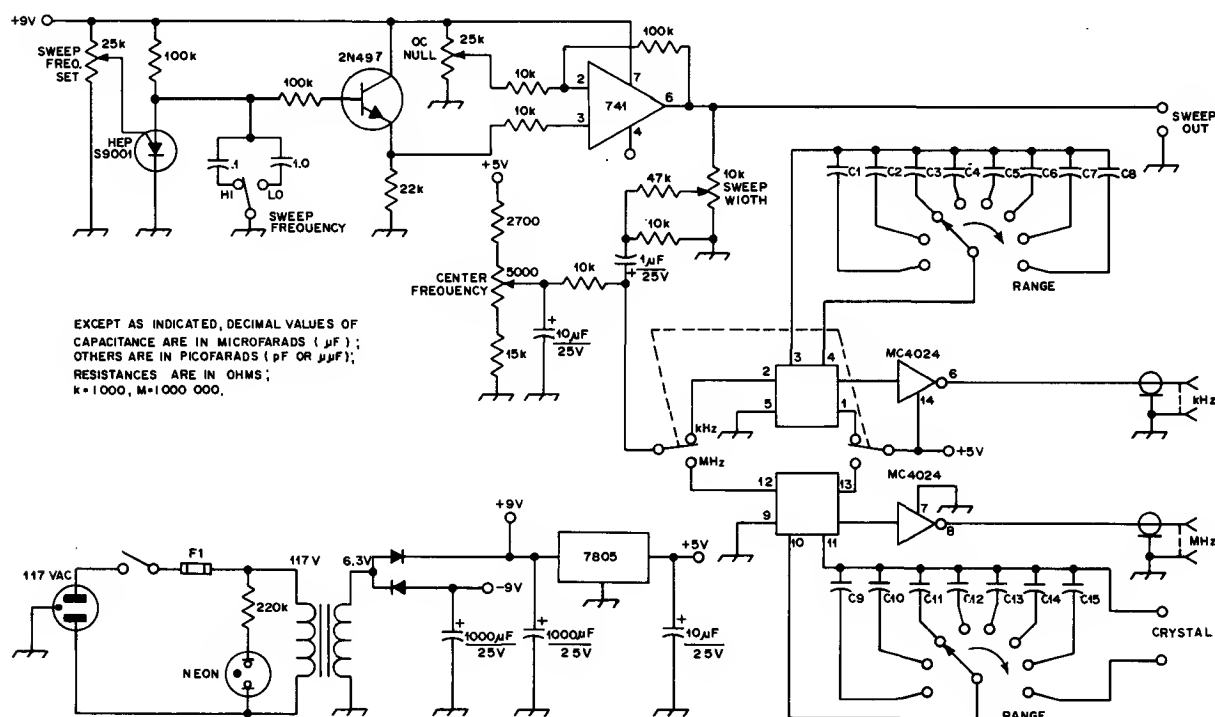 +9V
25k
SWEEP
FREQ.
SET
100k
HEP
S9001
.1
1.0
HI
LO
SWEEP
FREQUENCY
100k
2N497
22k
OC
NULL
25k
10k
10k
100k
2
3
741
7
6
4
SWEEP
OUT
+5V
2700
5000
CENTER
FREQUENCY
15k
10k
+
10µF
25V
47k
10k
1µF
+
25V
10k
SWEEP
WIDTH
C1
C2
C3
C4
C5
C6
C7
C8
RANGE
EXCEPT AS INDICATED, DECIMAL VALUES OF
CAPACITANCE ARE IN MICROFARADS ( µF ) ;
OTHERS ARE IN PICOFARADS ( pF OR µµF);
RESISTANCES ARE IN OHMS ;
k=1000, M=1000 000.
3
4
2
5
1
MC4024
6
14
kHz
kHz
MHz
+5V
12
13
9
10
11
MC4024
7
8
MHz
C9
C10
C11
C12
C13
C14
C15
CRYSTAL
RANGE
117 VAC
F1
220k
NEON
117V
6.3V
+9V
-9V
+
1000µF
25V
+
1000µF
25V
7805
+5V
+
10µF
25V